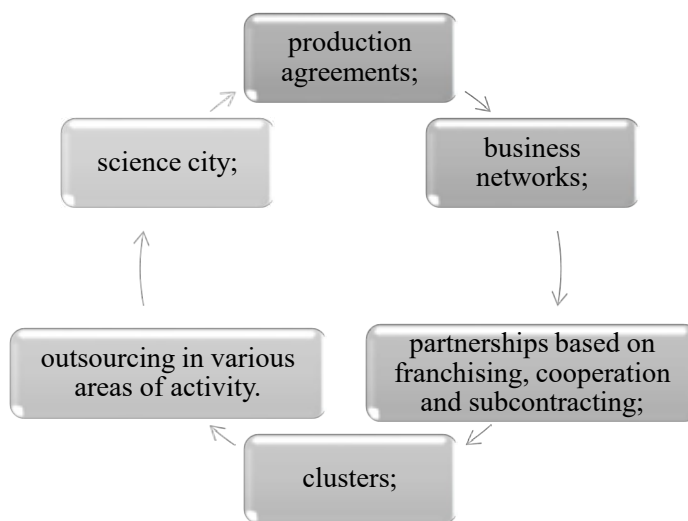 production
agreements;
business
networks;
partnerships based on
franchising, cooperation
and subcontracting;
clusters;
outsourcing in various
areas of activity.
science city;